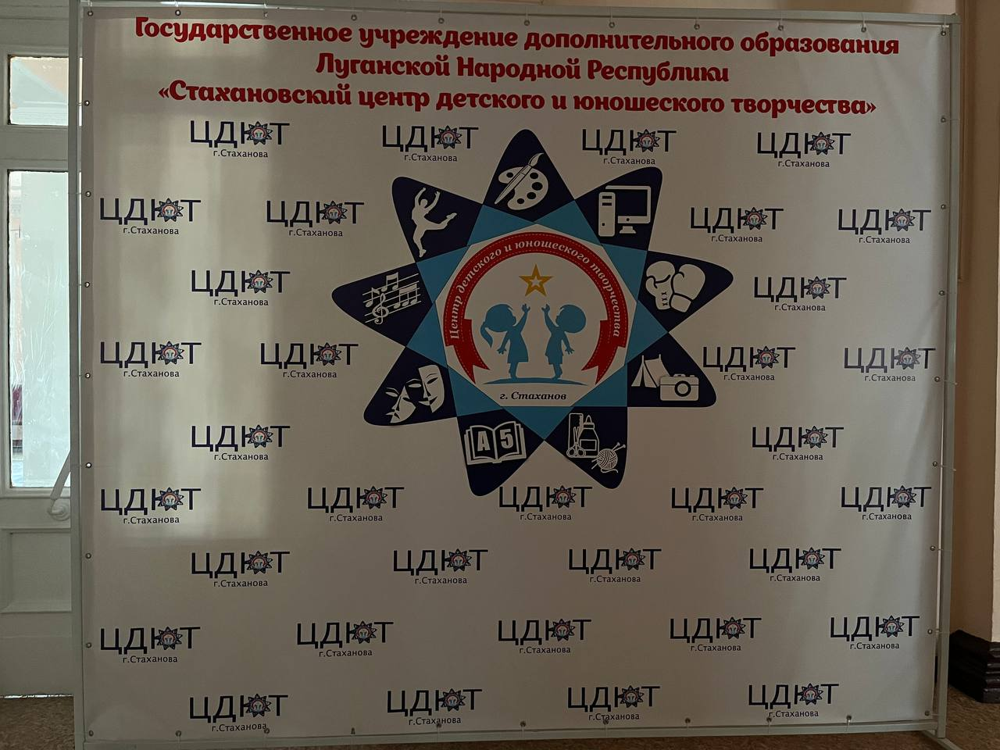 Государственное учреждение дополнительного образования
Луганской Народной Республики
«Стахановский центр детского и юношеского творчества»
ЦДЮТ
г.Стаханова
ЦДЮТ
г.Стаханова
ЦДЮТ
г.Стаханова
ЦДЮТ
г.Стаханова
ЦДЮТ
г.Стаханова
ЦДЮТ
г.Стаханова
ЦДЮТ
г.Стаханова
ЦДЮТ
г.Стаханова
Центр детского и юношеского творчества
ЦДЮТ
г.Стаханова
ЦДЮТ
г.Стаханова
ЦДЮТ
г.Стаханова
ЦДЮТ
г.Стаханова
ЦДЮТ
г.Стаханова
ЦДЮТ
г.Стаханова
г. Стаханов
А 5
ЦДЮТ
г.Стаханова
ЦДЮТ
г.Стаханова
ЦДЮТ
г.Стаханова
ЦДЮТ
г.Стаханова
ЦДЮТ
г.Стаханова
ЦДЮТ
г.Стаханова
ЦДЮТ
г.Стаханова
ЦДЮТ
г.Стаханова
ЦДЮТ
г.Стаханова
ЦДЮТ
г.Стаханова
ЦДЮТ
г.Стаханова
ЦДЮТ
г.Стаханова
ЦДЮТ
г.Стаханова
ЦДЮТ
г.Стаханова
ЦДЮТ
г.Стаханова
ЦДЮТ
г.Стаханова
ЦДЮТ
г.Стаханова
ЦДЮТ
г.Стаханова
ЦДЮТ
г.Стаханова
ЦДЮТ
г.Стаханова